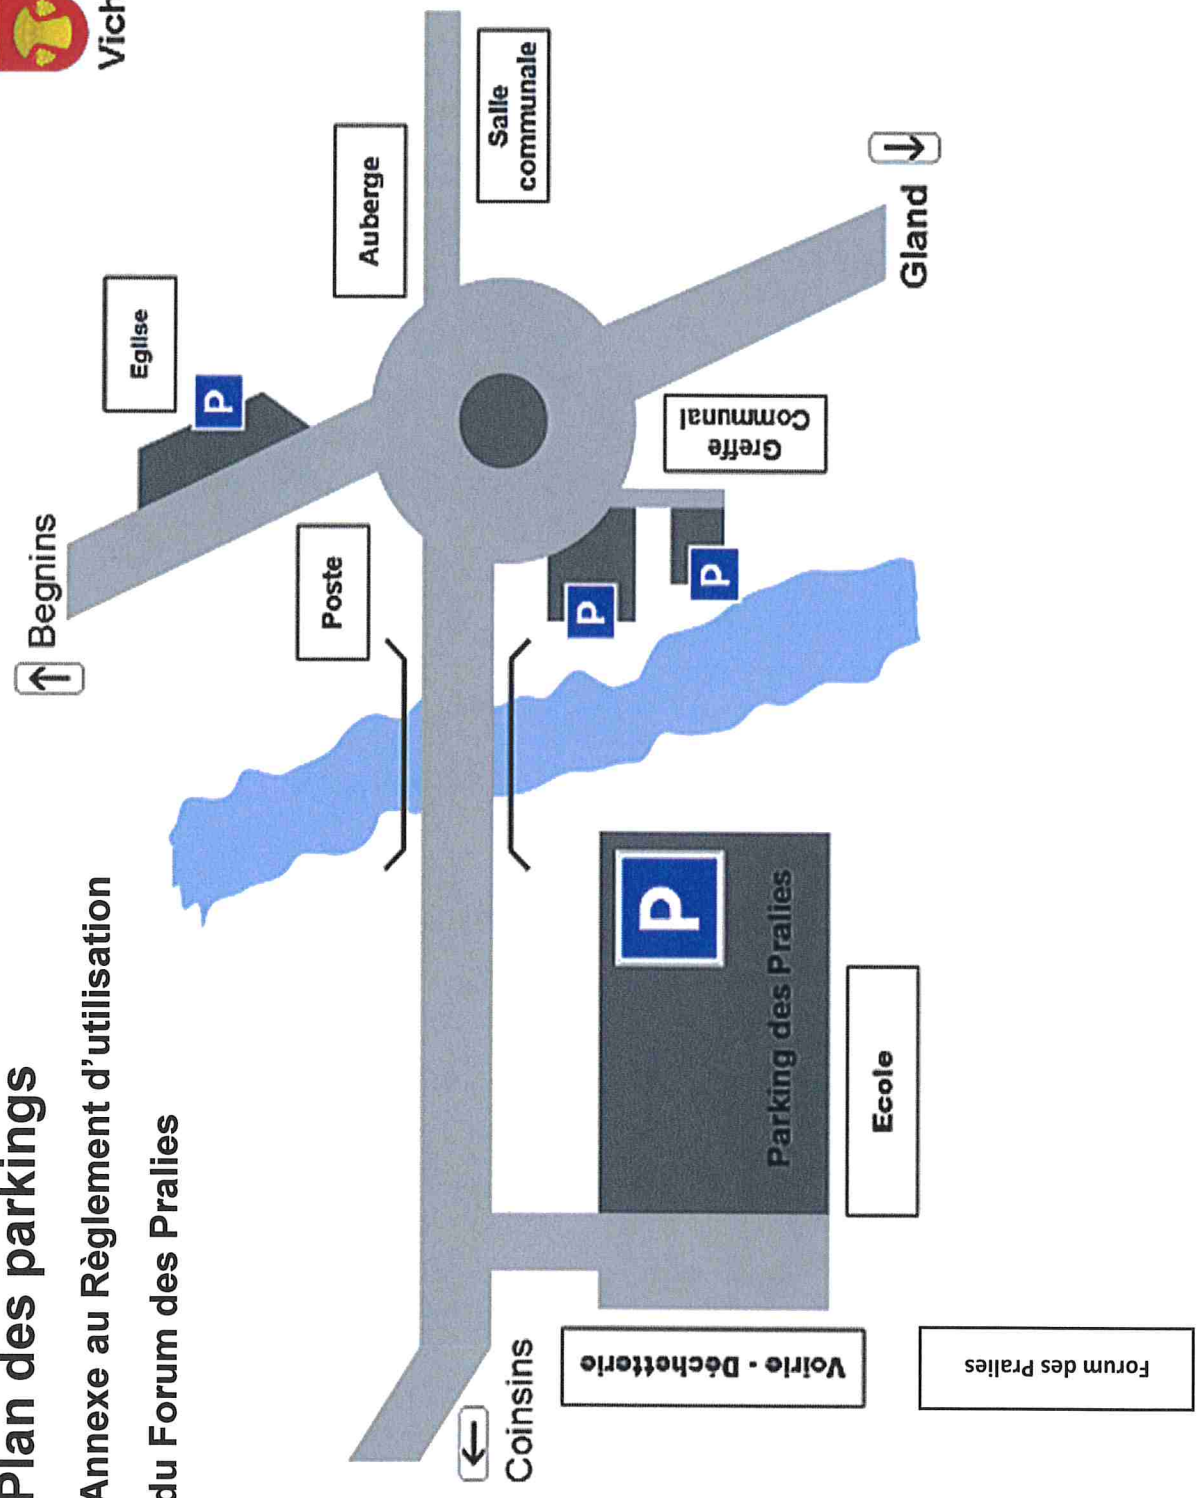 Plan des parkings
Annexe au Règlement d'utilisation
du Forum des Pralies
Vich
Begnins
Eglise
P
Auberge
Poste
Salle
communale
P
P
Greffe
Communal
Gland
Coinsins
P
Parking des Pralies
Ecole
Voirie - Déchetterie
Forum des Pralies